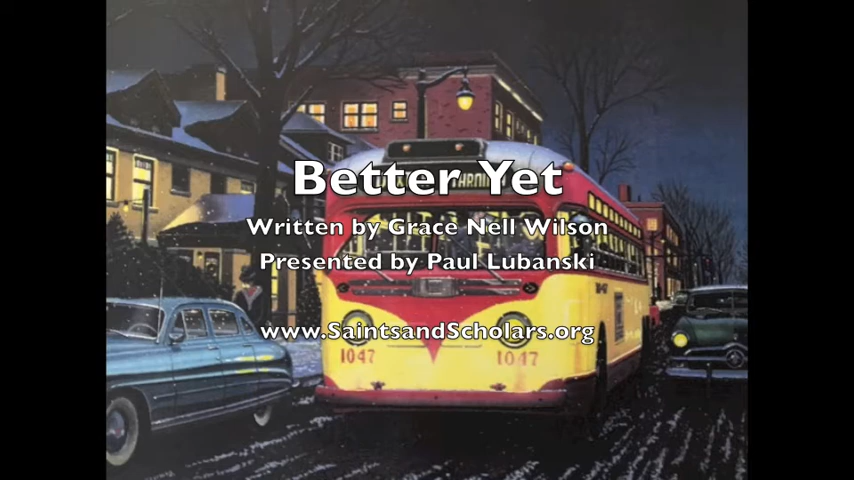 Better Yet
Written by Grace Nell Wilson
Presented by Paul Lubanski
www.SaintsandScholars.org
1047
1047